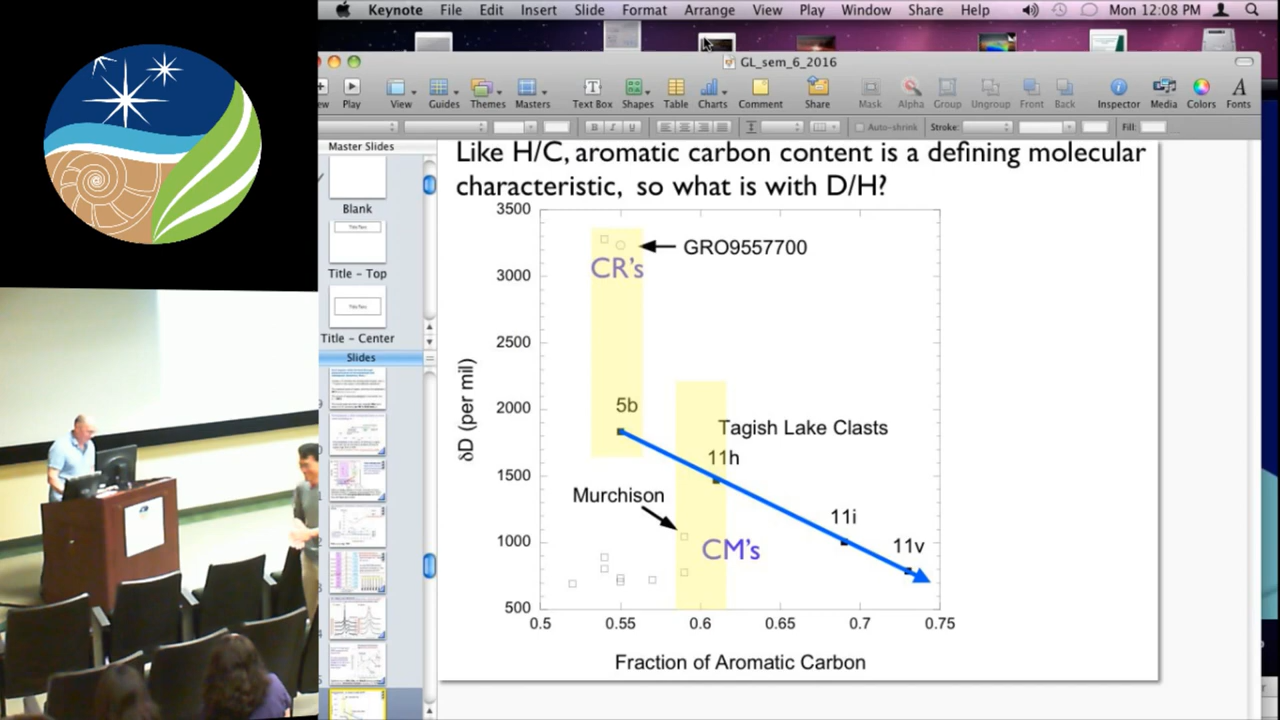 Keynote File Edit Insert Slide Format Arrange View Play Window Share Help Mon 12:08 PM
GL_sem_6_2016
ew Play View Guides Themes Masters Text Box Shapes Table Charts Comment Share Mask Alpha Group Ungroup Front Back Inspector Media Colors Fonts
B I U Auto-shrink Stroke: Fill:
Master Slides
Blank
Title - Top
Title - Center
Slides
Like H/C, aromatic carbon content is a defining molecular
characteristic, so what is with D/H?
3500
3000
2500
2000
1500
1000
500
δD (per mil)
GRO9557700
CR's
5b
Tagish Lake Clasts
11h
Murchison
11i
CM's
11v
0.5 0.55 0.6 0.65 0.7 0.75
Fraction of Aromatic Carbon